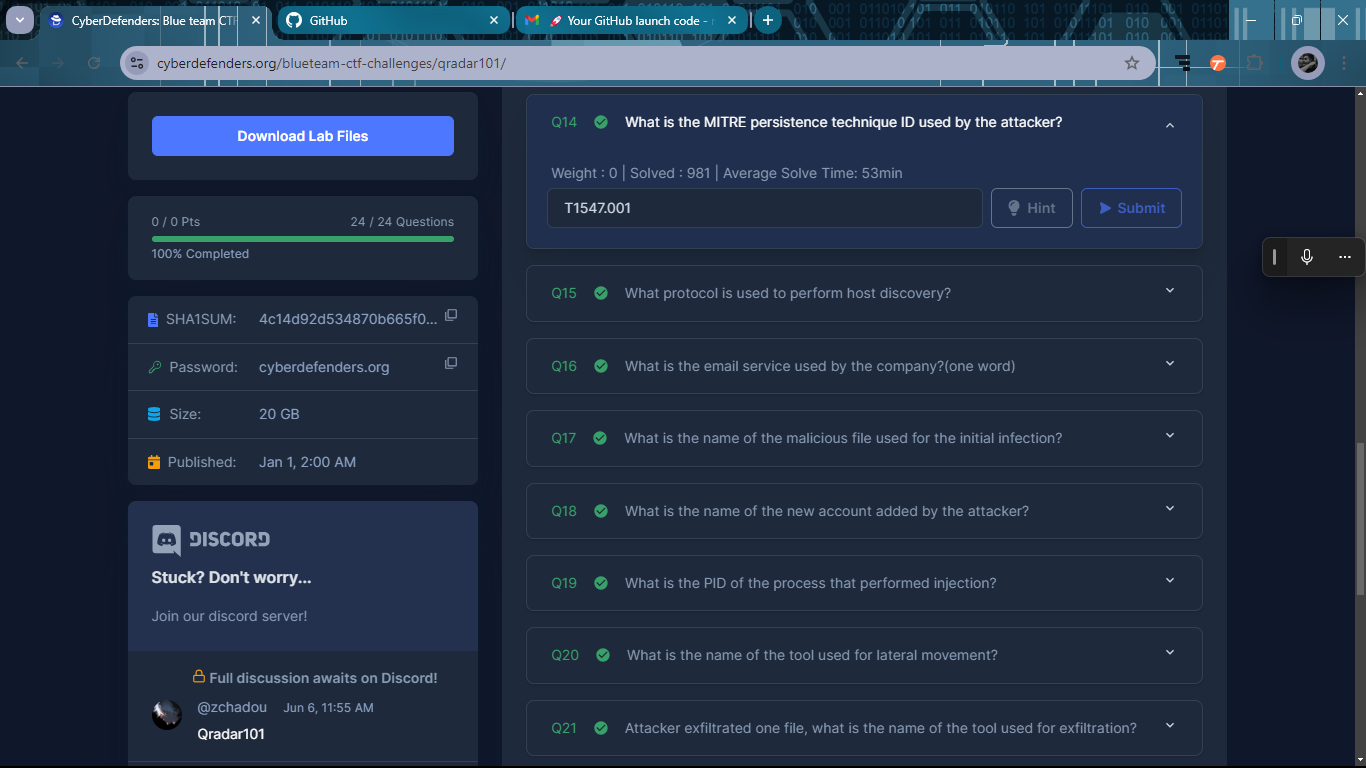 CyberDefenders: Blue team CTF
GitHub
🚀 Your GitHub launch code -
cyberdefenders.org/blueteam-ctf-challenges/qradar101/
Download Lab Files
0 / 0 Pts
24 / 24 Questions
100% Completed
SHA1SUM:
4c14d92d534870b665f0...
Password:
cyberdefenders.org
Size:
20 GB
Published:
Jan 1, 2:00 AM
DISCORD
Stuck? Don't worry...
Join our discord server!
Full discussion awaits on Discord!
@zchadou Jun 6, 11:55 AM
Qradar101
Q14 What is the MITRE persistence technique ID used by the attacker?
Weight : 0 | Solved : 981 | Average Solve Time: 53min
T1547.001
Hint
Submit
Q15 What protocol is used to perform host discovery?
Q16 What is the email service used by the company?(one word)
Q17 What is the name of the malicious file used for the initial infection?
Q18 What is the name of the new account added by the attacker?
Q19 What is the PID of the process that performed injection?
Q20 What is the name of the tool used for lateral movement?
Q21 Attacker exfiltrated one file, what is the name of the tool used for exfiltration?